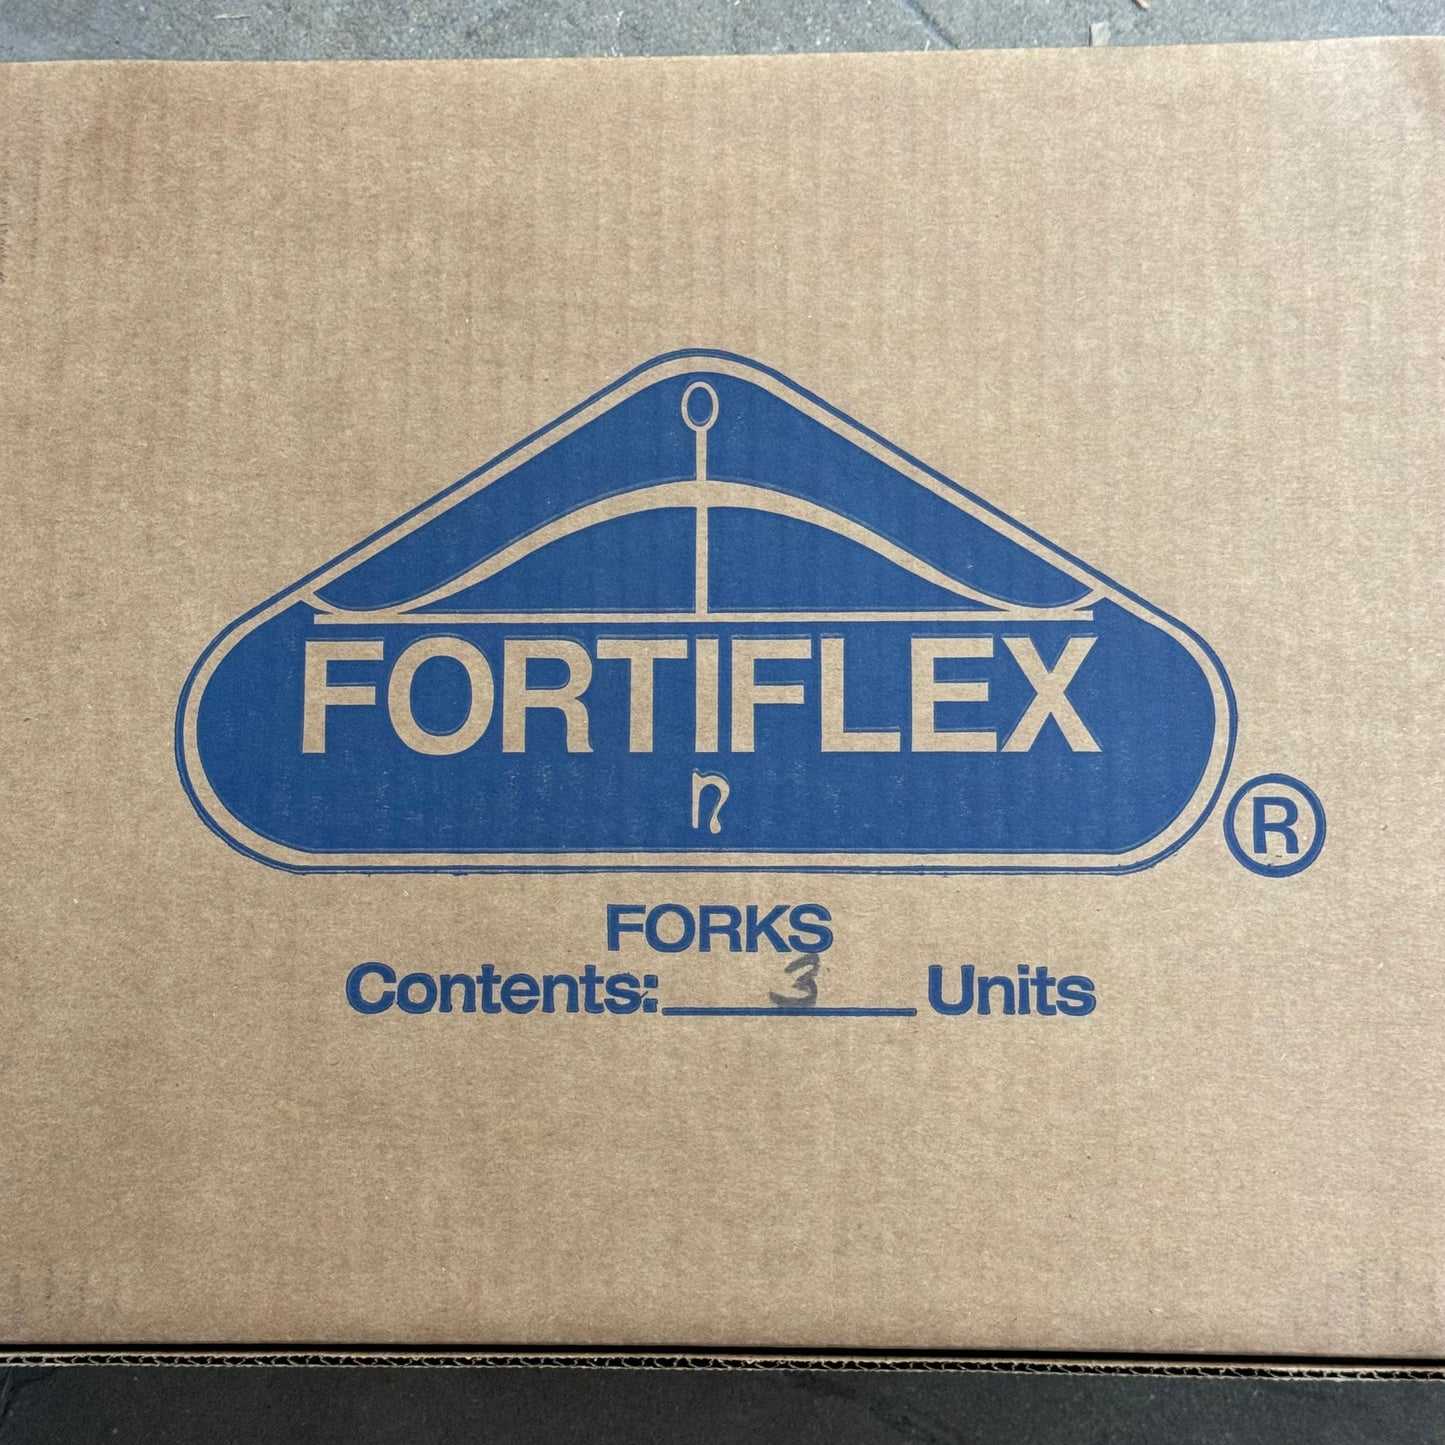 FORTIFLEX
n
®
FORKS
Contents: 3 Units